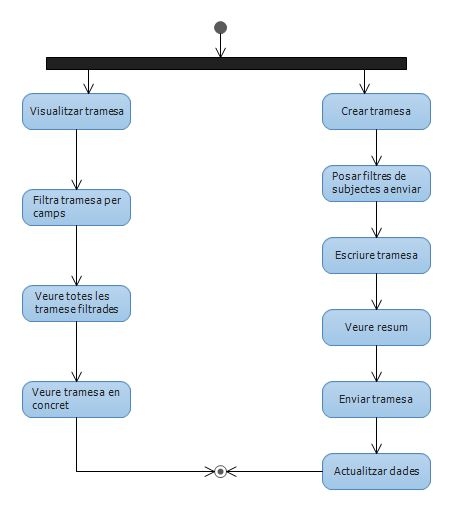 Visualitzar tramesa
Filtra tramesa per
camps
Veure totes les
tramese filtrades
Veure tramesa en
concret
Crear tramesa
Posar filtres de
subjectes a enviar
Escriure tramesa
Veure resum
Enviar tramesa
Actualitzar dades